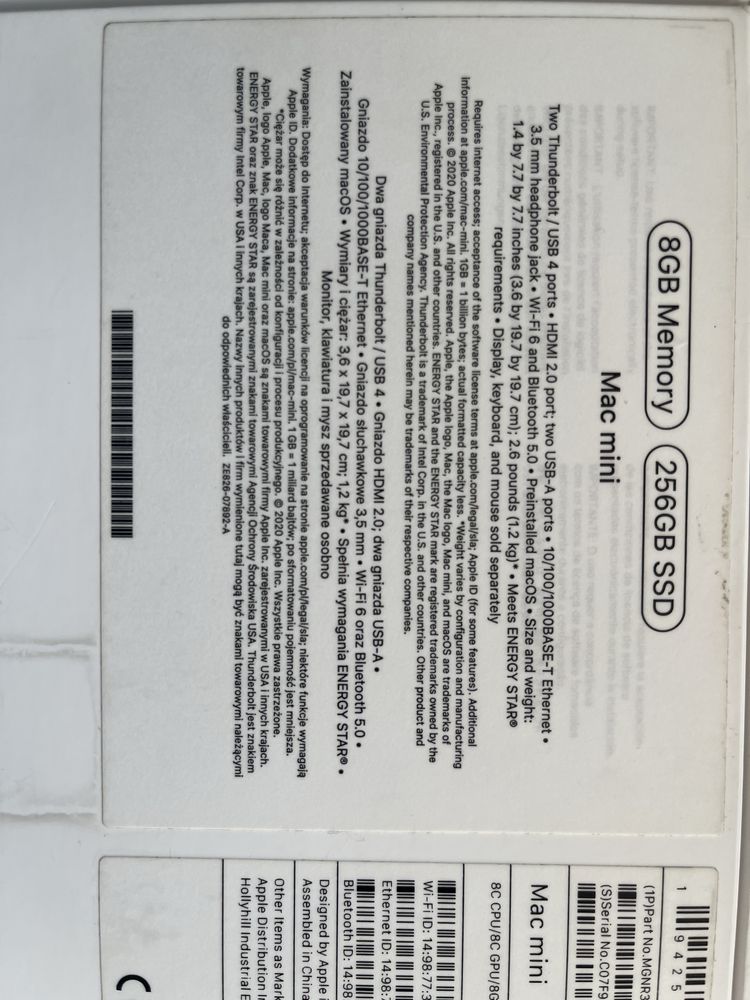 8GB Memory 256GB SSD
Mac mini
Two Thunderbolt / USB 4 ports • HDMI 2.0 port; two USB-A ports • 10/100/1000BASE-T Ethernet •
3.5 mm headphone jack • Wi-Fi 6 and Bluetooth 5.0 • Preinstalled macOS • Size and weight:
1.4 by 7.7 by 7.7 inches (3.6 by 19.7 by 19.7 cm); 2.6 pounds (1.2 kg)* • Meets ENERGY STAR®
requirements • Display, keyboard, and mouse sold separately
Requires internet access; acceptance of the software license terms at apple.com/legal/sla; Apple ID (for some features). Additional
information at apple.com/mac-mini. 1GB = 1 billion bytes; actual formatted capacity less. *Weight varies by configuration and manufacturing
process. © 2020 Apple Inc. All rights reserved. Apple, the Apple logo, Mac, the Mac logo, Mac mini, and macOS are trademarks of
Apple Inc., registered in the U.S. and other countries. ENERGY STAR and the ENERGY STAR mark are registered trademarks owned by the
U.S. Environmental Protection Agency. Thunderbolt is a trademark of Intel Corp. in the U.S. and other countries. Other product and
company names mentioned herein may be trademarks of their respective companies.
Dwa gniazda Thunderbolt / USB 4 • Gniazdo HDMI 2.0; dwa gniazda USB-A •
Gniazdo 10/100/1000BASE-T Ethernet • Gniazdo słuchawkowe 3,5 mm • Wi-Fi 6 oraz Bluetooth 5.0 •
Zainstalowany macOS • Wymiary i ciężar: 3,6 x 19,7 x 19,7 cm; 1,2 kg* • Spełnia wymagania ENERGY STAR® •
Monitor, klawiatura i mysz sprzedawane osobno
Wymagania: Dostęp do Internetu; akceptacja warunków licencji na oprogramowanie na stronie apple.com/pl/legal/sla; niektóre funkcje wymagają
Apple ID. Dodatkowe informacje na stronie: apple.com/pl/mac-mini. 1 GB = 1 miliard bajtów; po sformatowaniu pojemność jest mniejsza.
*Ciężar może się różnić w zależności od konfiguracji i procesu produkcyjnego. © 2020 Apple Inc. Wszystkie prawa zastrzeżone.
Apple, logo Apple, Mac, logo Maca, Mac mini oraz macOS są znakami towarowymi firmy Apple Inc. zarejestrowanymi w USA i innych krajach.
ENERGY STAR oraz znak ENERGY STAR są zarejestrowanymi znakami towarowymi Agencji Ochrony Środowiska USA. Thunderbolt jest znakiem
towarowym firmy Intel Corp. w USA i innych krajach. Nazwy innych produktów i firm wymienione tutaj mogą być znakami towarowymi należącymi
do odpowiednich właścicieli. ZE826-07892-A
1 9425
(1P)Part No.MGNR3
(S)Serial No.C07F9
Mac mini
8C CPU/8C GPU/8G
Wi-Fi ID: 14:98:77:3
Ethernet ID: 14:98:7
Bluetooth ID: 14:98
Designed by Apple i
Assembled in China
Other Items as Mark
Apple Distribution I
Hollyhill Industrial E